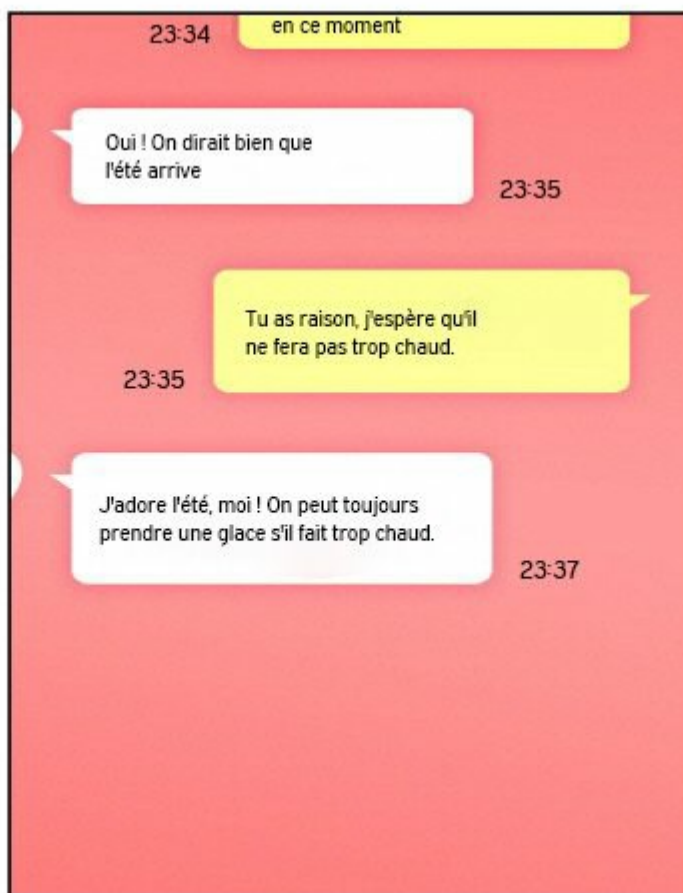 23:34
en ce moment
Oui ! On dirait bien que
l'été arrive
23:35
Tu as raison, j'espère qu'il
ne fera pas trop chaud.
23:35
J'adore l'été, moi ! On peut toujours
prendre une glace s'il fait trop chaud.
23:37